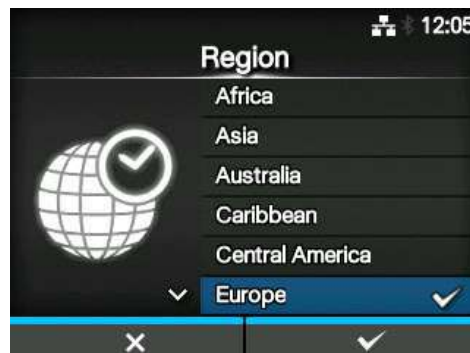 12:05
Region
Africa
Asia
Australia
Caribbean
Central America
Europe